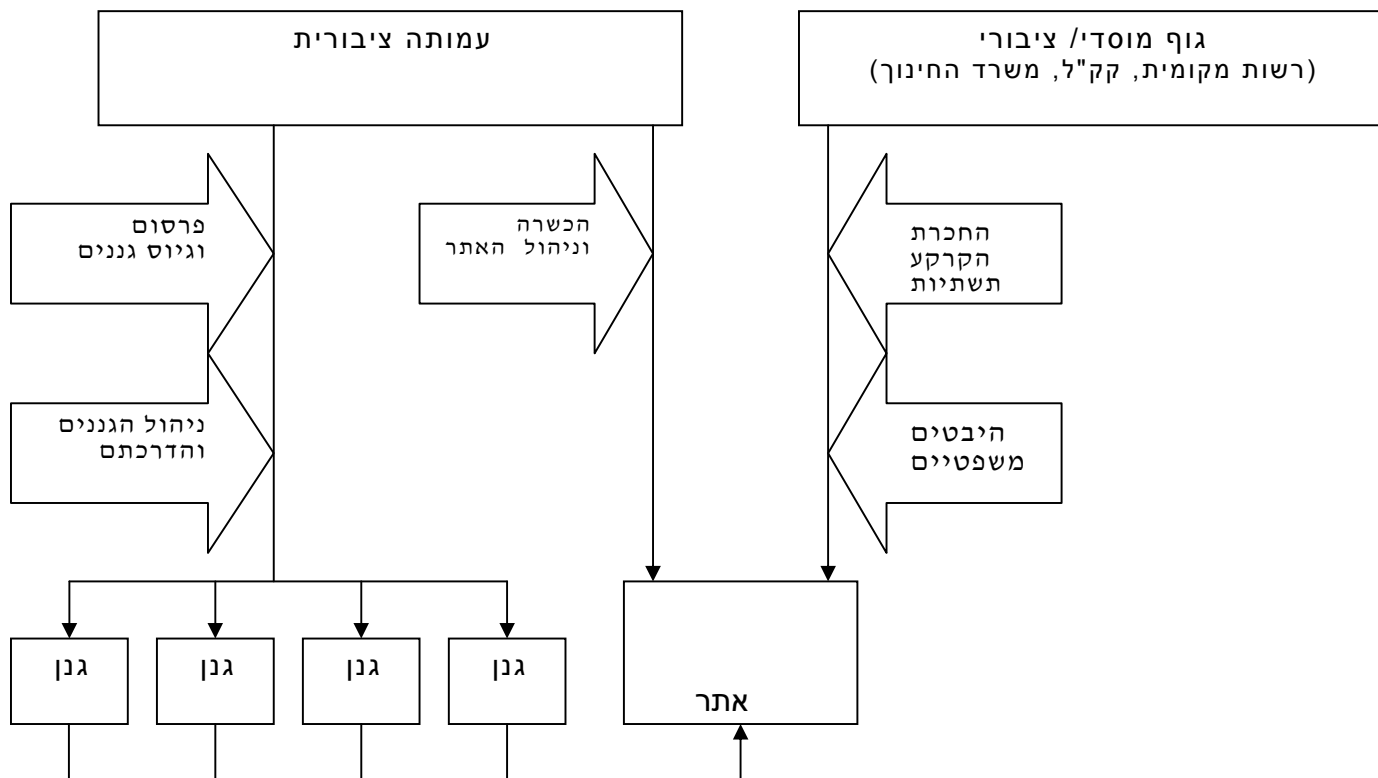 גוף מוסדי/ ציבורי
(רשות מקומית, קק"ל, משרד החינוך)
עמותה ציבורית
החכרת
הקרקע
תשתיות
הכשרה
וניהול האתר
פרסום
וגיוס גננים
היבטים
משפטיים
ניהול הגננים
והדרכתם
אתר
גנן
גנן
גנן
גנן